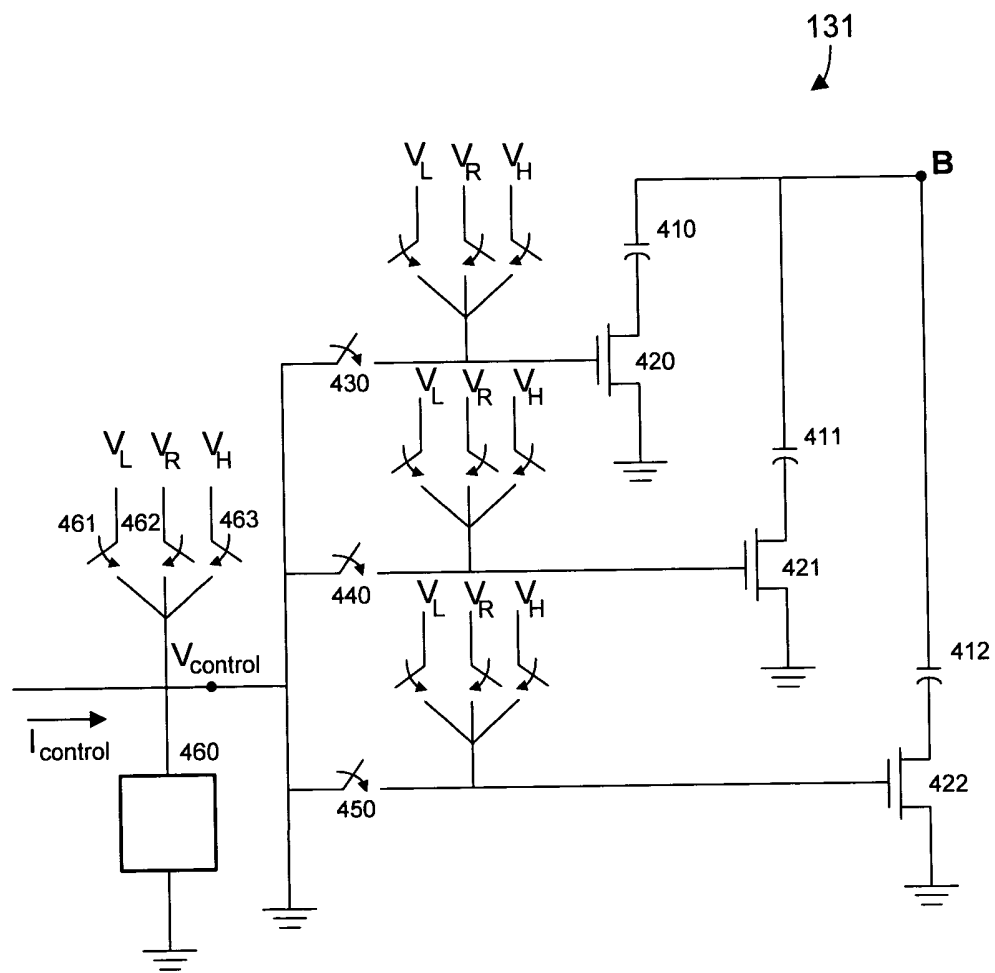 131
V_L V_R V_H
B
410
430
420
V_L V_R V_H
411
V_L V_R V_H
461 462 463
440
421
V_L V_R V_H
V_control
412
I_control
460
450
422